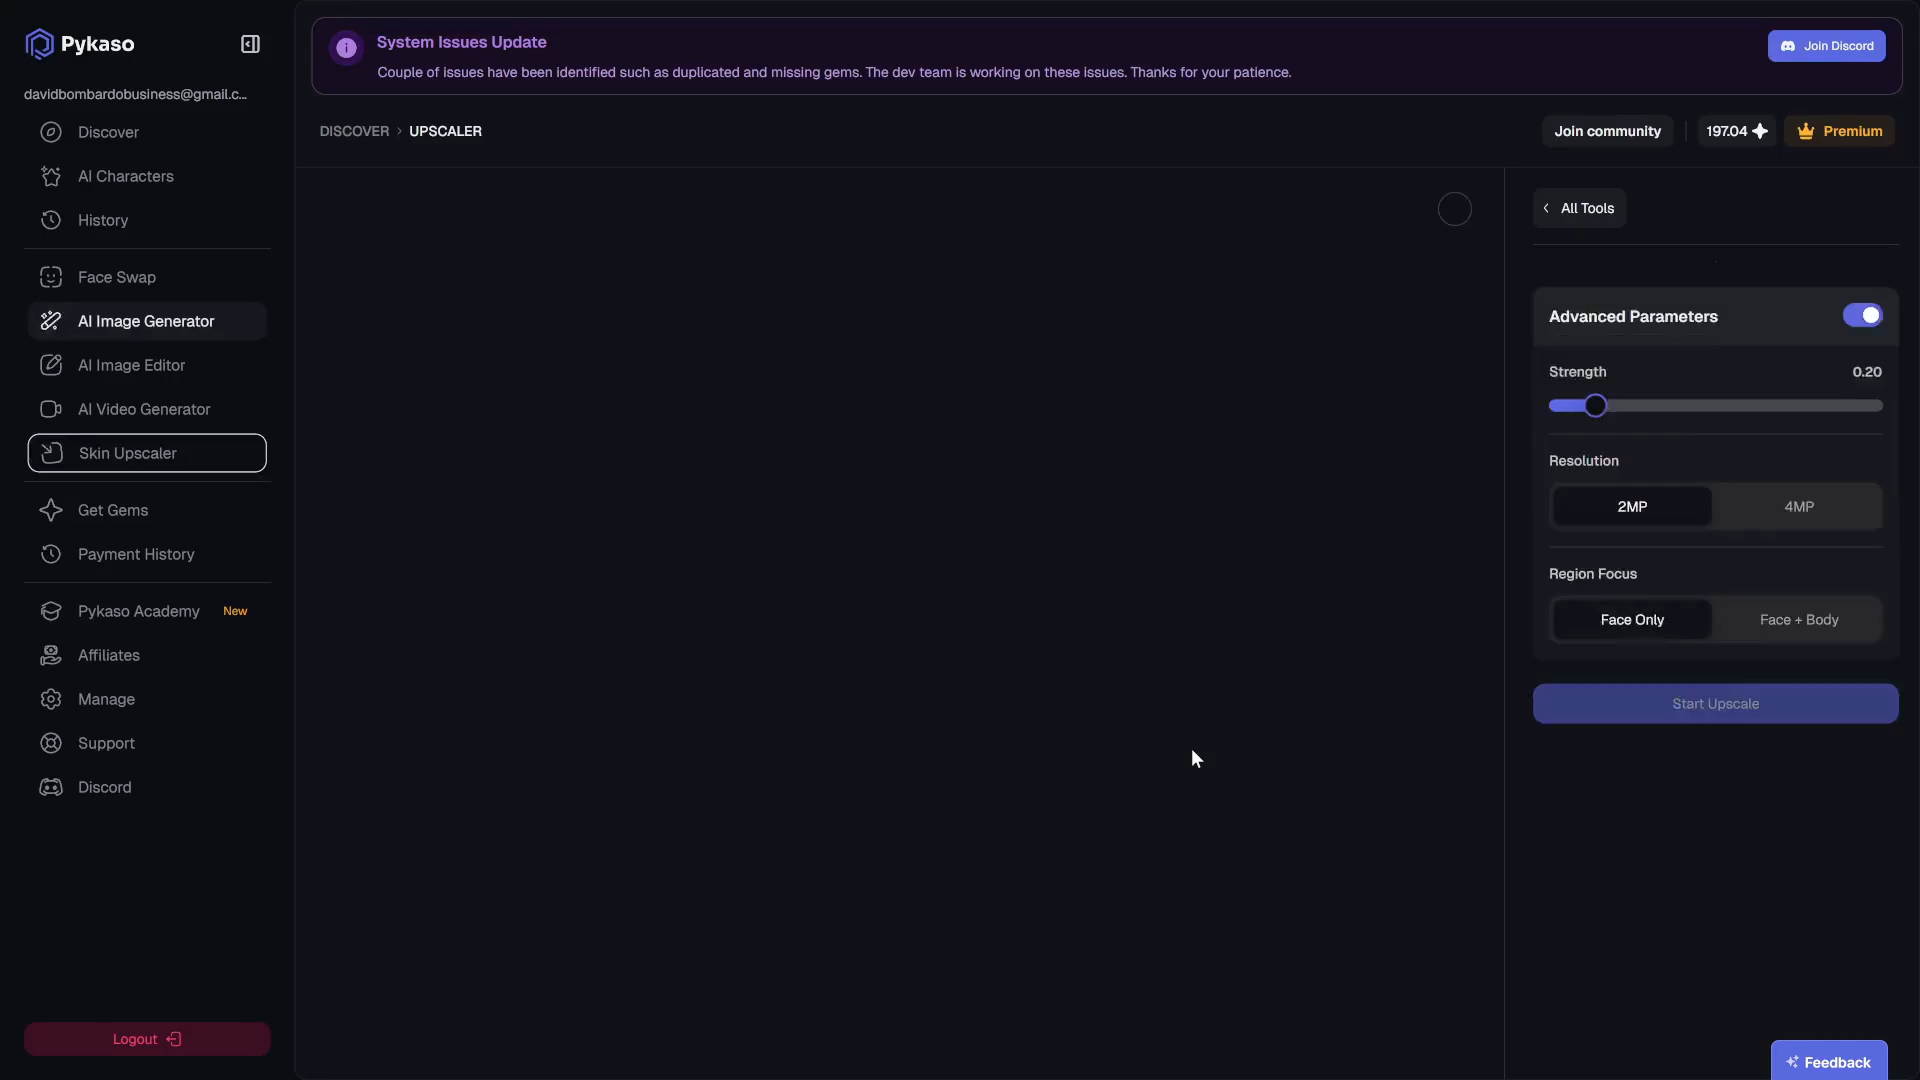 Pykaso
davidbombardobusiness@gmail.c...
Discover
AI Characters
History
Face Swap
AI Image Generator
AI Image Editor
AI Video Generator
Skin Upscaler
Get Gems
Payment History
Pykaso Academy New
Affiliates
Manage
Support
Discord
Logout
System Issues Update
Couple of issues have been identified such as duplicated and missing gems. The dev team is working on these issues. Thanks for your patience.
Join Discord
DISCOVER > UPSCALER
Join community
197.04
Premium
All Tools
Advanced Parameters
Strength 0.20
Resolution
2MP 4MP
Region Focus
Face Only Face + Body
Start Upscale
Feedback